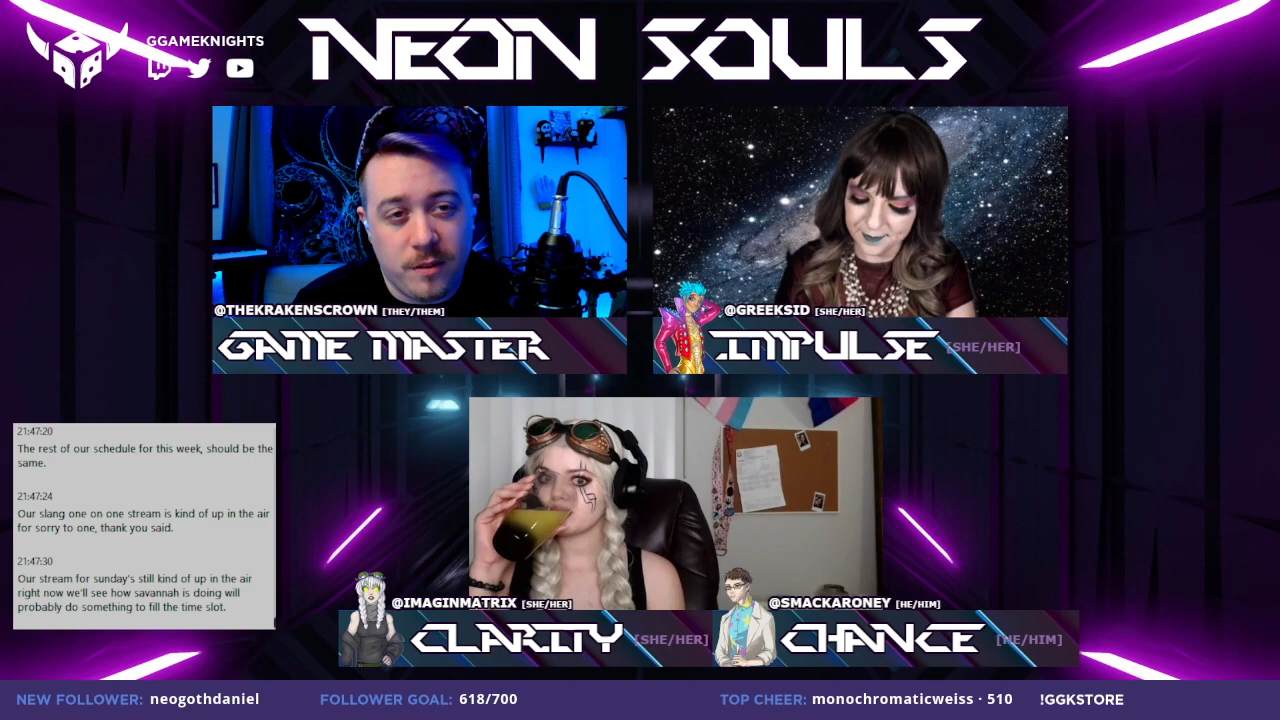 GGAMEKNIGHTS
NEON SOULS
@THEKRAKENSCROWN [THEY/THEM]
GAME MASTER
@GREEKSID [SHE/HER]
IMPULSE [SHE/HER]
21:47:20
The rest of our schedule for this week, should be the
same.
21:47:24
Our slang one on one stream is kind of up in the air
for sorry to one, thank you said.
21:47:30
Our stream for sunday's still kind of up in the air
right now we'll see how savannah is doing will
probably do something to fill the time slot.
@IMAGINMATRIX [SHE/HER]
CLARITY [SHE/HER]
@SMACKARONEY [HE/HIM]
CHANCE [HE/HIM]
NEW FOLLOWER: neogothdaniel
FOLLOWER GOAL: 618/700
TOP CHEER: monochromaticweiss · 510
!GGKSTORE